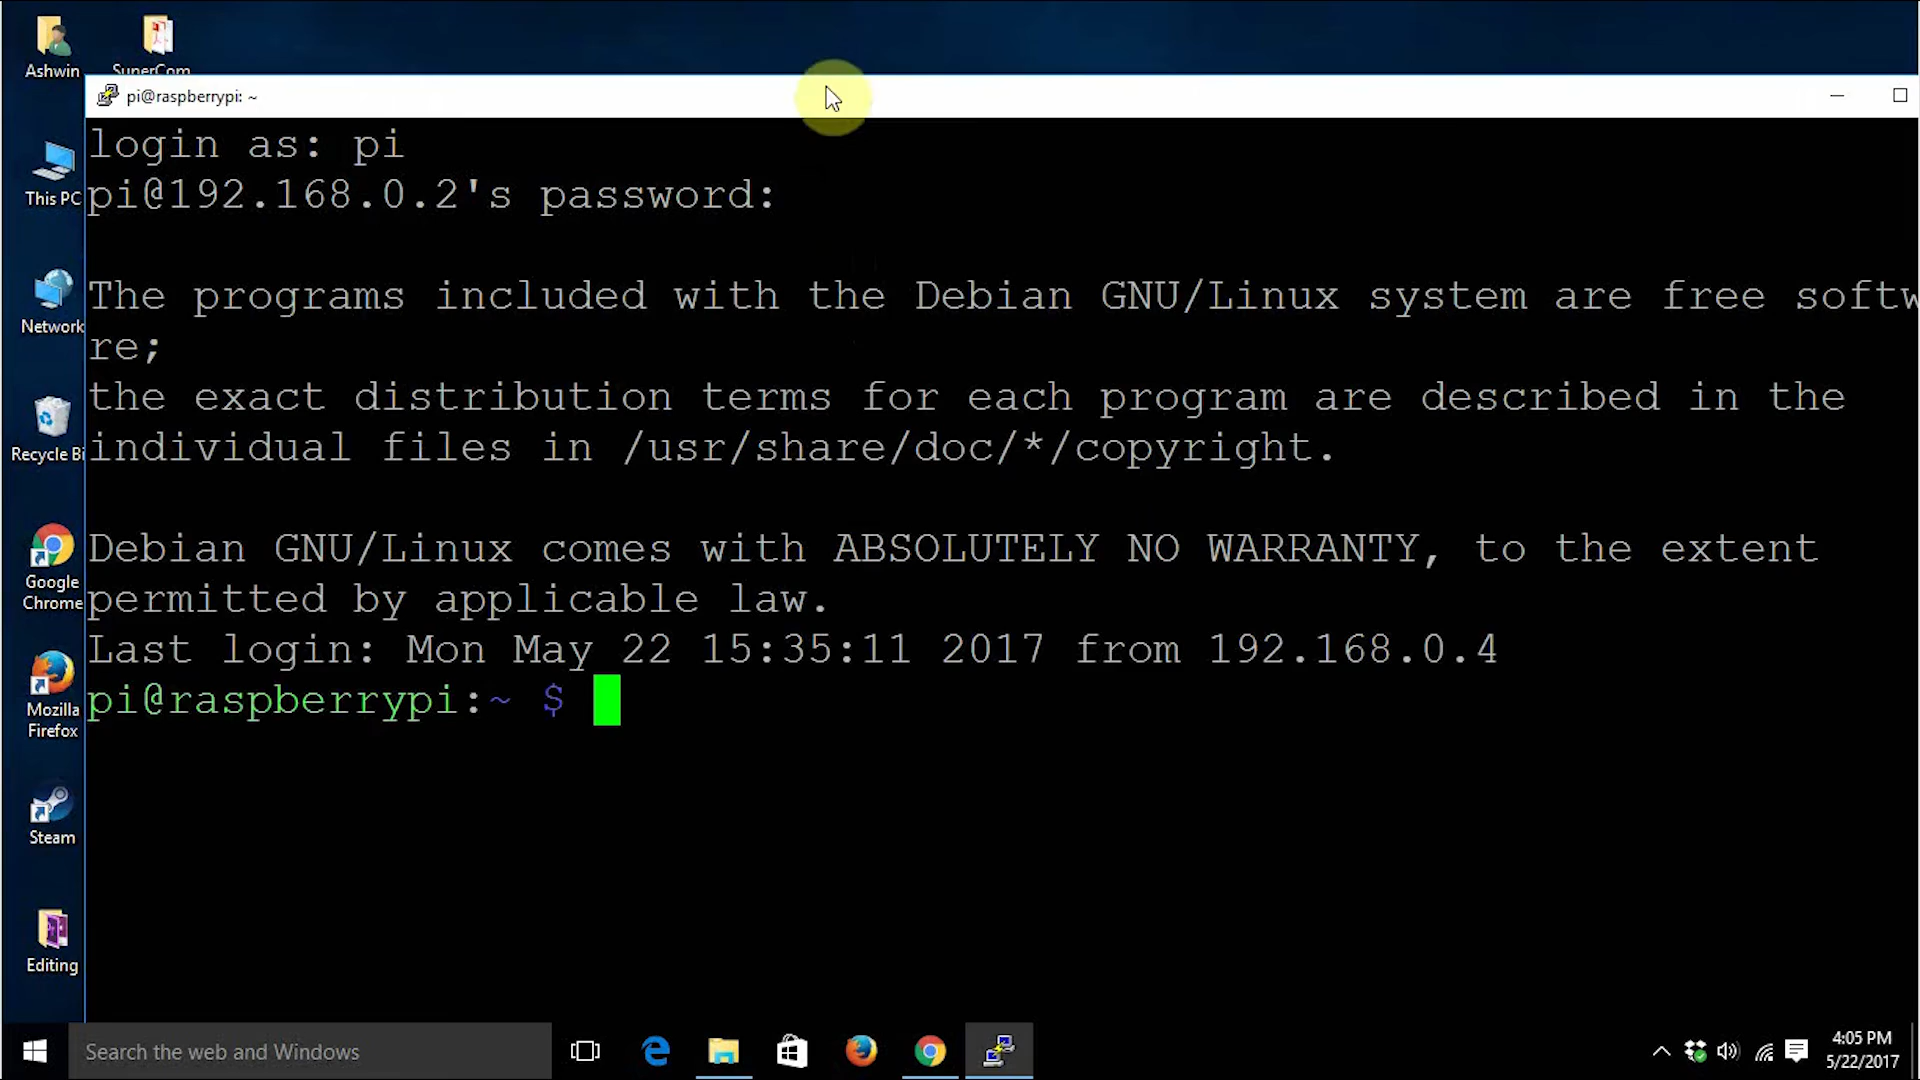 Ashwin
SuperCom
pi@raspberrypi: ~
login as: pi
pi@192.168.0.2's password:
The programs included with the Debian GNU/Linux system are free softw
re;
the exact distribution terms for each program are described in the
individual files in /usr/share/doc/*/copyright.
Debian GNU/Linux comes with ABSOLUTELY NO WARRANTY, to the extent
permitted by applicable law.
Last login: Mon May 22 15:35:11 2017 from 192.168.0.4
pi@raspberrypi:~ $
This PC
Network
Recycle Bi
Google
Chrome
Mozilla
Firefox
Steam
Editing
Search the web and Windows
4:05 PM
5/22/2017